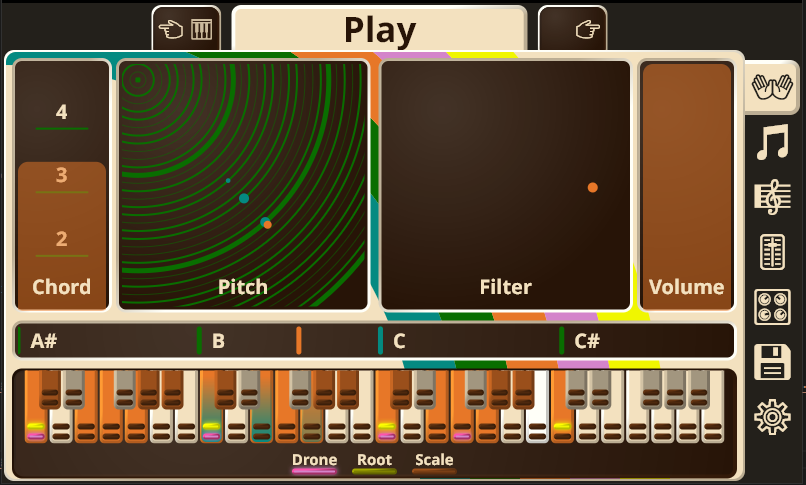 Play
4
3
2
Chord
Pitch
Filter
Volume
A#
B
C
C#
Drone
Root
Scale